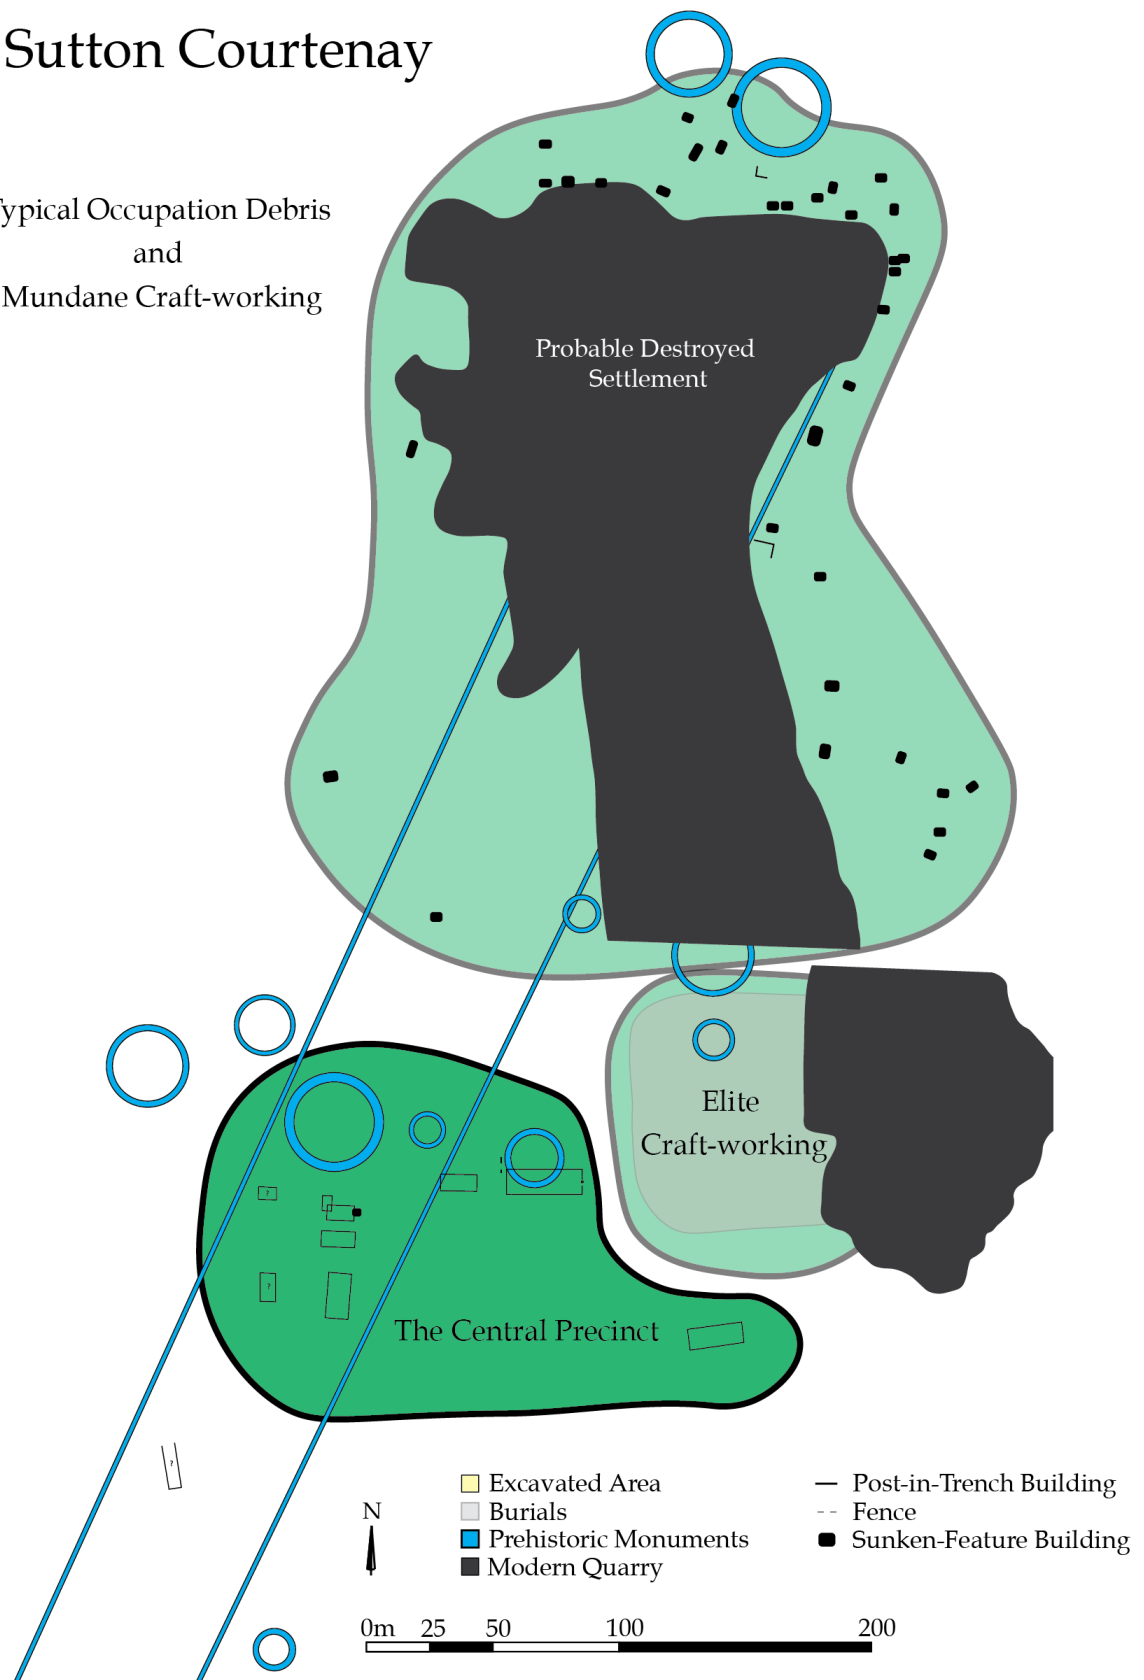 Sutton Courtenay
ypical Occupation Debris
and
Mundane Craft-working
Probable Destroyed
Settlement
Elite
Craft-working
?
?
The Central Precinct
?
N
Excavated Area
Burials
Prehistoric Monuments
Modern Quarry
Post-in-Trench Building
Fence
Sunken-Feature Building
0m 25 50 100 200